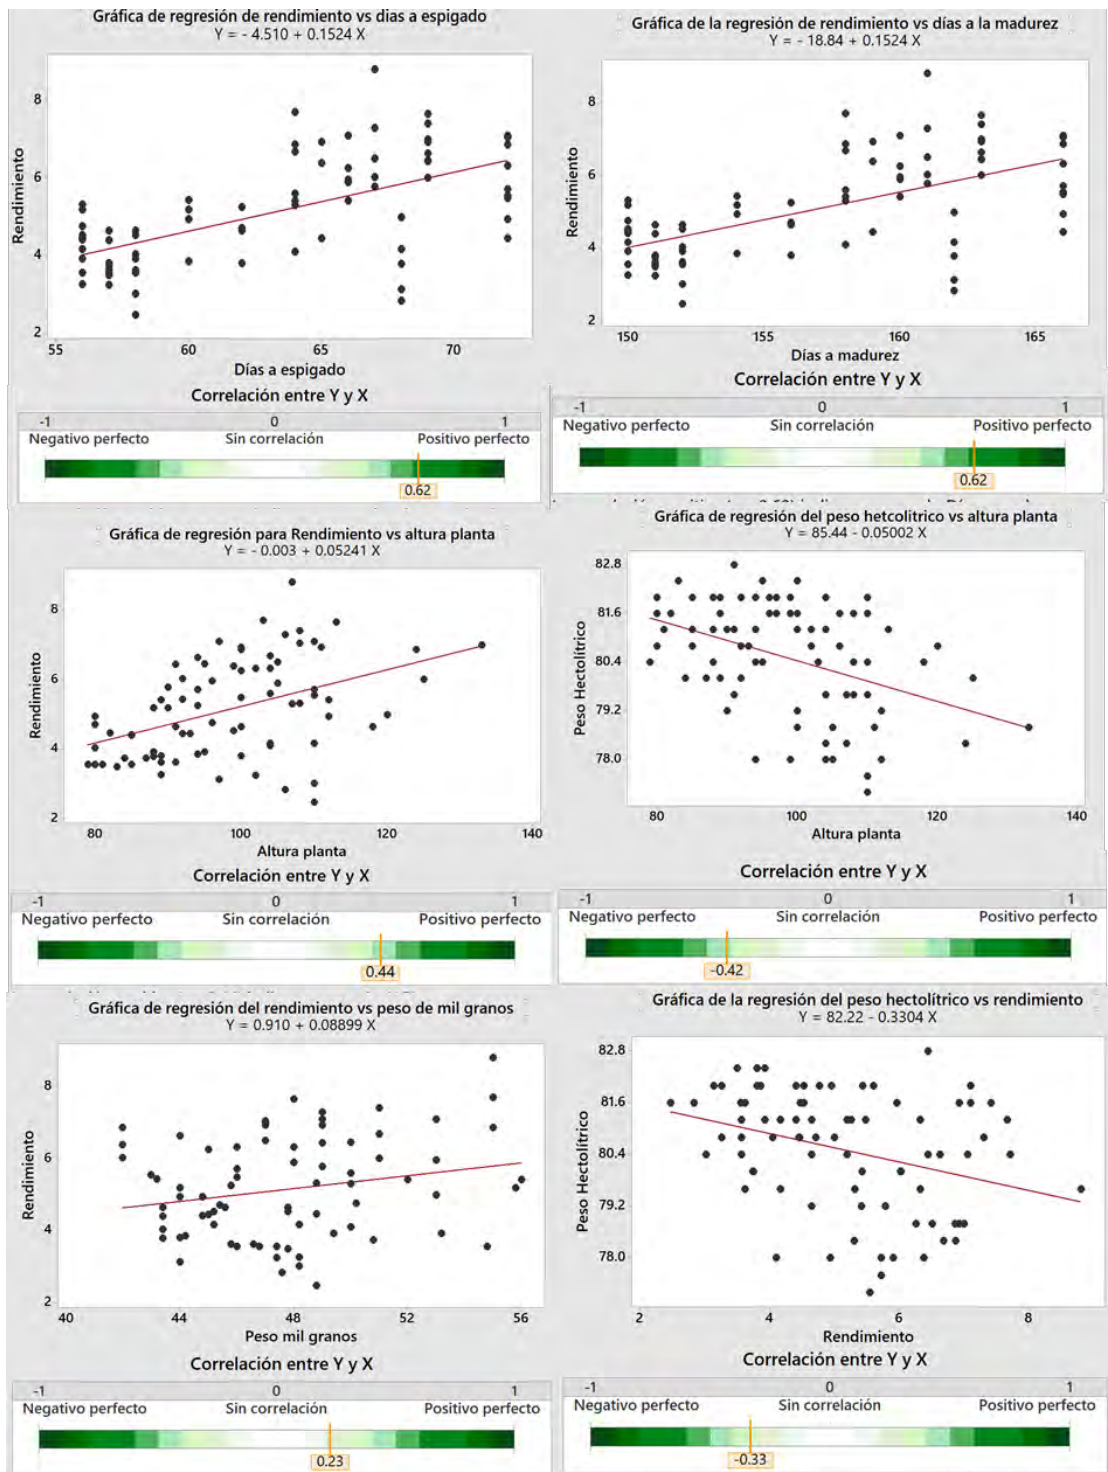 Gráfica de regresión de rendimiento vs dias a espigado
Y = - 4.510 + 0.1524 X
8
6
4
2
Rendimiento
55 60 65 70
Días a espigado
Correlación entre Y y X
-1 0 1
Negativo perfecto Sin correlación Positivo perfecto
0.62
Gráfica de la regresión de rendimiento vs días a la madurez
Y = - 18.84 + 0.1524 X
8
6
4
2
Rendimiento
150 155 160 165
Días a madurez
Correlación entre Y y X
-1 0 1
Negativo perfecto Sin correlación Positivo perfecto
0.62
Gráfica de regresión para Rendimiento vs altura planta
Y = - 0.003 + 0.05241 X
8
6
4
2
Rendimiento
80 100 120 140
Altura planta
Correlación entre Y y X
-1 0 1
Negativo perfecto Sin correlación Positivo perfecto
0.44
Gráfica de regresión del peso hetcolitrico vs altura planta
Y = 85.44 - 0.05002 X
82.8
81.6
80.4
79.2
78.0
Peso Hectolítrico
80 100 120 140
Altura planta
Correlación entre Y y X
-1 0 1
Negativo perfecto Sin correlación Positivo perfecto
-0.42
Gráfica de regresión del rendimiento vs peso de mil granos
Y = 0.910 + 0.08899 X
8
6
4
2
Rendimiento
40 44 48 52 56
Peso mil granos
Correlación entre Y y X
-1 0 1
Negativo perfecto Sin correlación Positivo perfecto
0.23
Gráfica de la regresión del peso hectolítrico vs rendimiento
Y = 82.22 - 0.3304 X
82.8
81.6
80.4
79.2
78.0
Peso Hectolítrico
2 4 6 8
Rendimiento
Correlación entre Y y X
-1 0 1
Negativo perfecto Sin correlación Positivo perfecto
-0.33